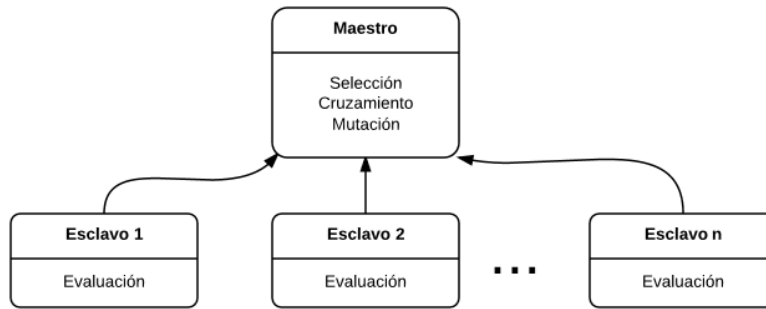 Maestro
Selección
Cruzamiento
Mutación
Esclavo 1
Evaluación
Esclavo 2
Evaluación
...
Esclavo n
Evaluación